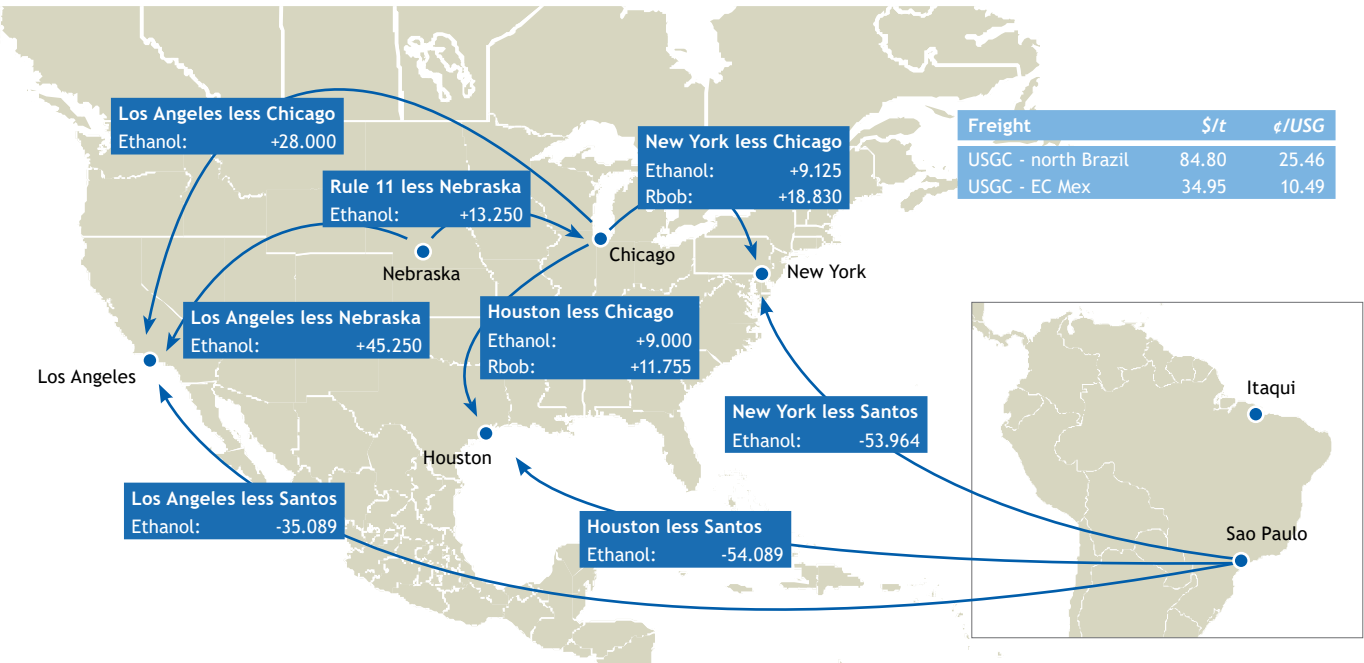 Los Angeles less Chicago
Ethanol: +28.000
New York less Chicago
Ethanol: +9.125
Rbob: +18.830
Freight $/t ¢/USG
USGC - north Brazil 84.80 25.46
USGC - EC Mex 34.95 10.49
Rule 11 less Nebraska
Ethanol: +13.250
Chicago
Nebraska
New York
Los Angeles less Nebraska
Ethanol: +45.250
Houston less Chicago
Ethanol: +9.000
Rbob: +11.755
Los Angeles
Itaqui
New York less Santos
Ethanol: -53.964
Houston
Los Angeles less Santos
Ethanol: -35.089
Houston less Santos
Ethanol: -54.089
Sao Paulo